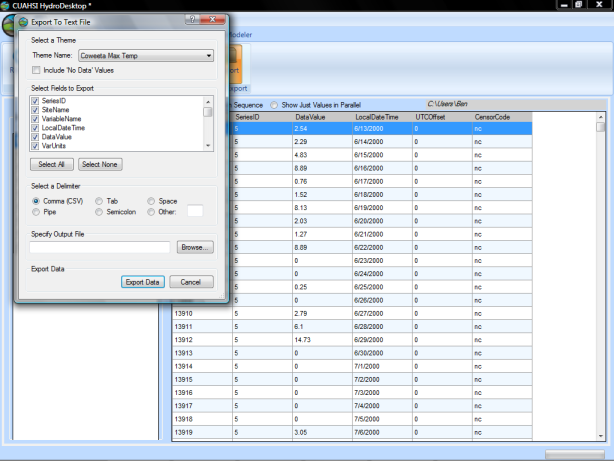 CUAHSI HydroDesktop *
Export To Text File
Select a Theme
Theme Name: Coweeta Max Temp
Include 'No Data' Values
Select Fields to Export
SeriesID
SiteName
VariableName
LocalDateTime
DataValue
VarUnits
Select All Select None
Select a Delimiter
Comma (CSV) Tab Space
Pipe Semicolon Other:
Specify Output File
Browse...
Export Data
Export Data Cancel
Sequence Show Just Values in Parallel C:\Users\Ben
SeriesID DataValue LocalDateTime UTCOffset CensorCode
5 2.54 6/13/2000 0 nc
5 2.29 6/14/2000 0 nc
5 4.83 6/15/2000 0 nc
5 8.89 6/16/2000 0 nc
5 0.76 6/17/2000 0 nc
5 1.52 6/18/2000 0 nc
5 8.13 6/19/2000 0 nc
5 2.03 6/20/2000 0 nc
5 1.27 6/21/2000 0 nc
5 8.89 6/22/2000 0 nc
5 0 6/23/2000 0 nc
5 0 6/24/2000 0 nc
5 0.25 6/25/2000 0 nc
5 0 6/26/2000 0 nc
13910 5 2.79 6/27/2000 0 nc
13911 5 6.1 6/28/2000 0 nc
13912 5 14.73 6/29/2000 0 nc
13913 5 0 6/30/2000 0 nc
13914 5 0 7/1/2000 0 nc
13915 5 0 7/2/2000 0 nc
13916 5 0 7/3/2000 0 nc
13917 5 0 7/4/2000 0 nc
13918 5 0 7/5/2000 0 nc
13919 5 3.05 7/6/2000 0 nc